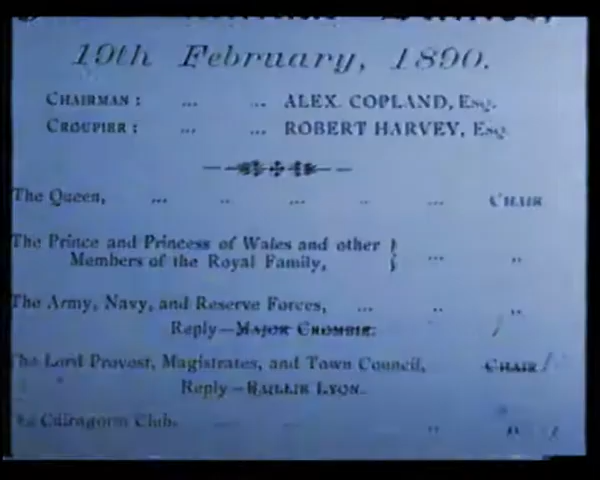 19th February, 1890.
CHAIRMAN: ... ... ALEX. COPLAND, Esq.
CROUPIER: ... ... ROBERT HARVEY, Esq.
The Queen, ... .. ... .. ... CHAIR
The Prince and Princess of Wales and other }
Members of the Royal Family, } ... ,,
The Army, Navy, and Reserve Forces, ... .. ,,
Reply—MAJOR CROMBIE.
The Lord Provost, Magistrates, and Town Council, CHAIR
Reply—BAILLIE LYON.
The Cairngorm Club. .. ,,